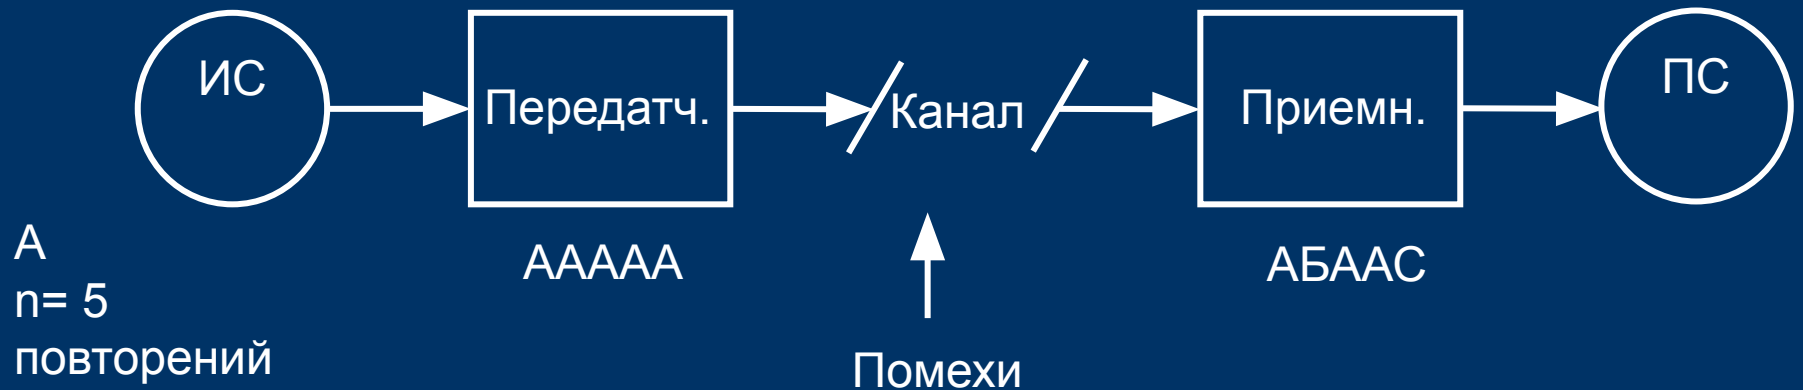 ИС
Передатч.
Канал
Приемн.
ПС
А
n= 5
повторений
ААААА
Помехи
АБААС